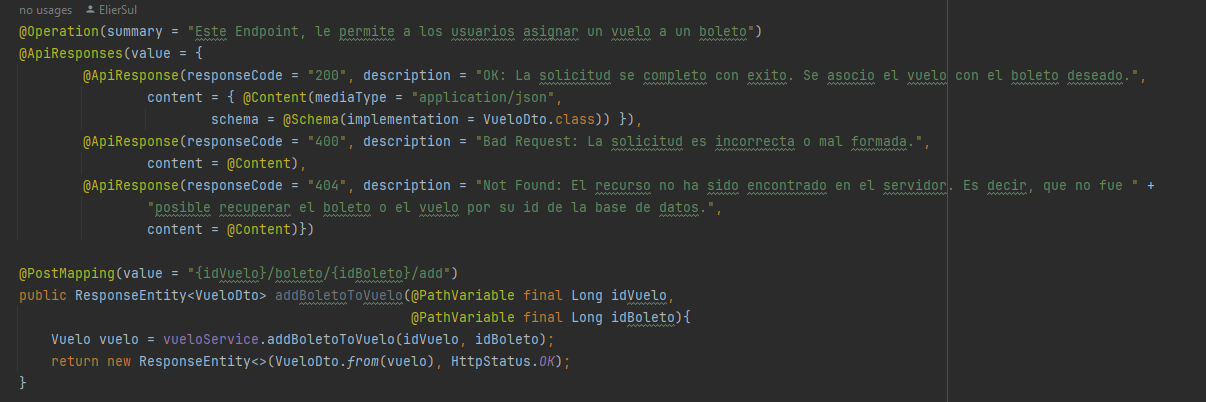 no usages   ElierSul
@Operation(summary = "Este Endpoint, le permite a los usuarios asignar un vuelo a un boleto")
@ApiResponses(value = {
        @ApiResponse(responseCode = "200", description = "OK: La solicitud se completo con exito. Se asocio el vuelo con el boleto deseado.",
                content = { @Content(mediaType = "application/json",
                        schema = @Schema(implementation = VueloDto.class)) }),
        @ApiResponse(responseCode = "400", description = "Bad Request: La solicitud es incorrecta o mal formada.",
                content = @Content),
        @ApiResponse(responseCode = "404", description = "Not Found: El recurso no ha sido encontrado en el servidor. Es decir, que no fue " +
                "posible recuperar el boleto o el vuelo por su id de la base de datos.",
                content = @Content)})
@PostMapping(value = "{idVuelo}/boleto/{idBoleto}/add")
public ResponseEntity<VueloDto> addBoletoToVuelo(@PathVariable final Long idVuelo,
                                                 @PathVariable final Long idBoleto){
    Vuelo vuelo = vueloService.addBoletoToVuelo(idVuelo, idBoleto);
    return new ResponseEntity<>(VueloDto.from(vuelo), HttpStatus.OK);
}